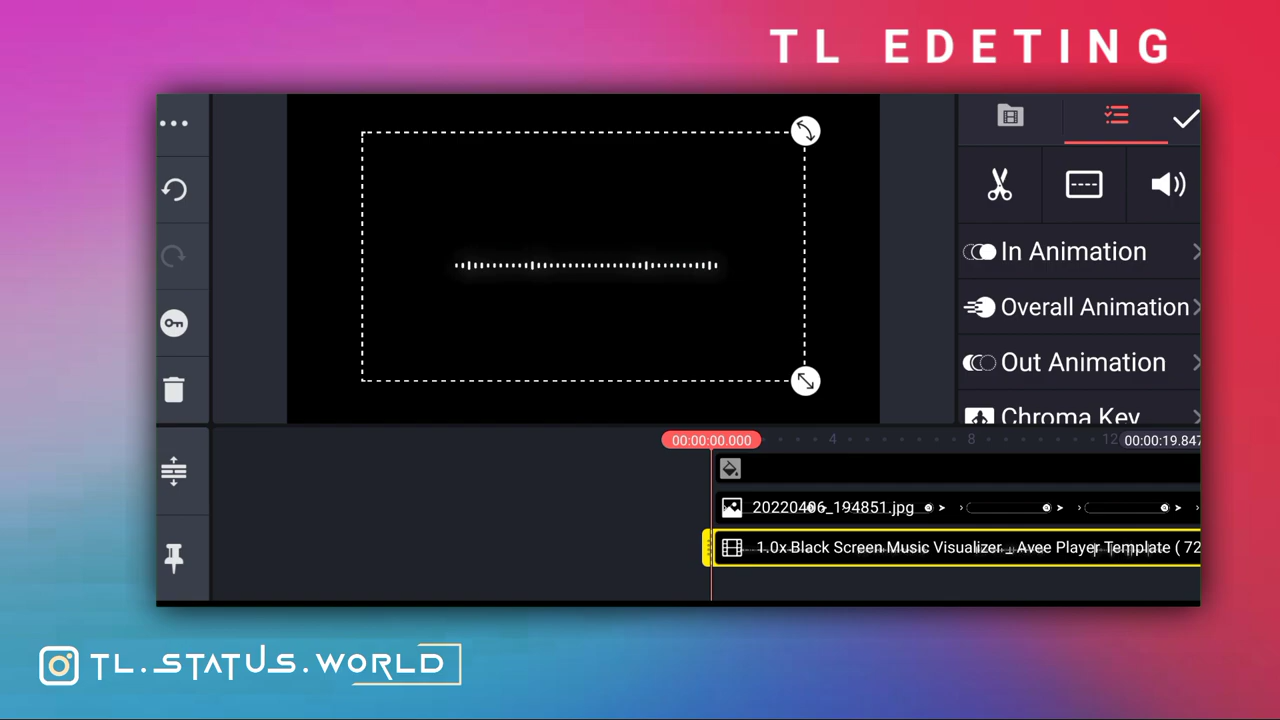 TL EDETING
In Animation
Overall Animation
Out Animation
Chroma Key
00:00:00.000
4
8
12
00:00:19.847
20220406_194851.jpg
1.0x Black Screen Music Visualizer _ Avee Player Template ( 72
TL.STATUS.WORLD